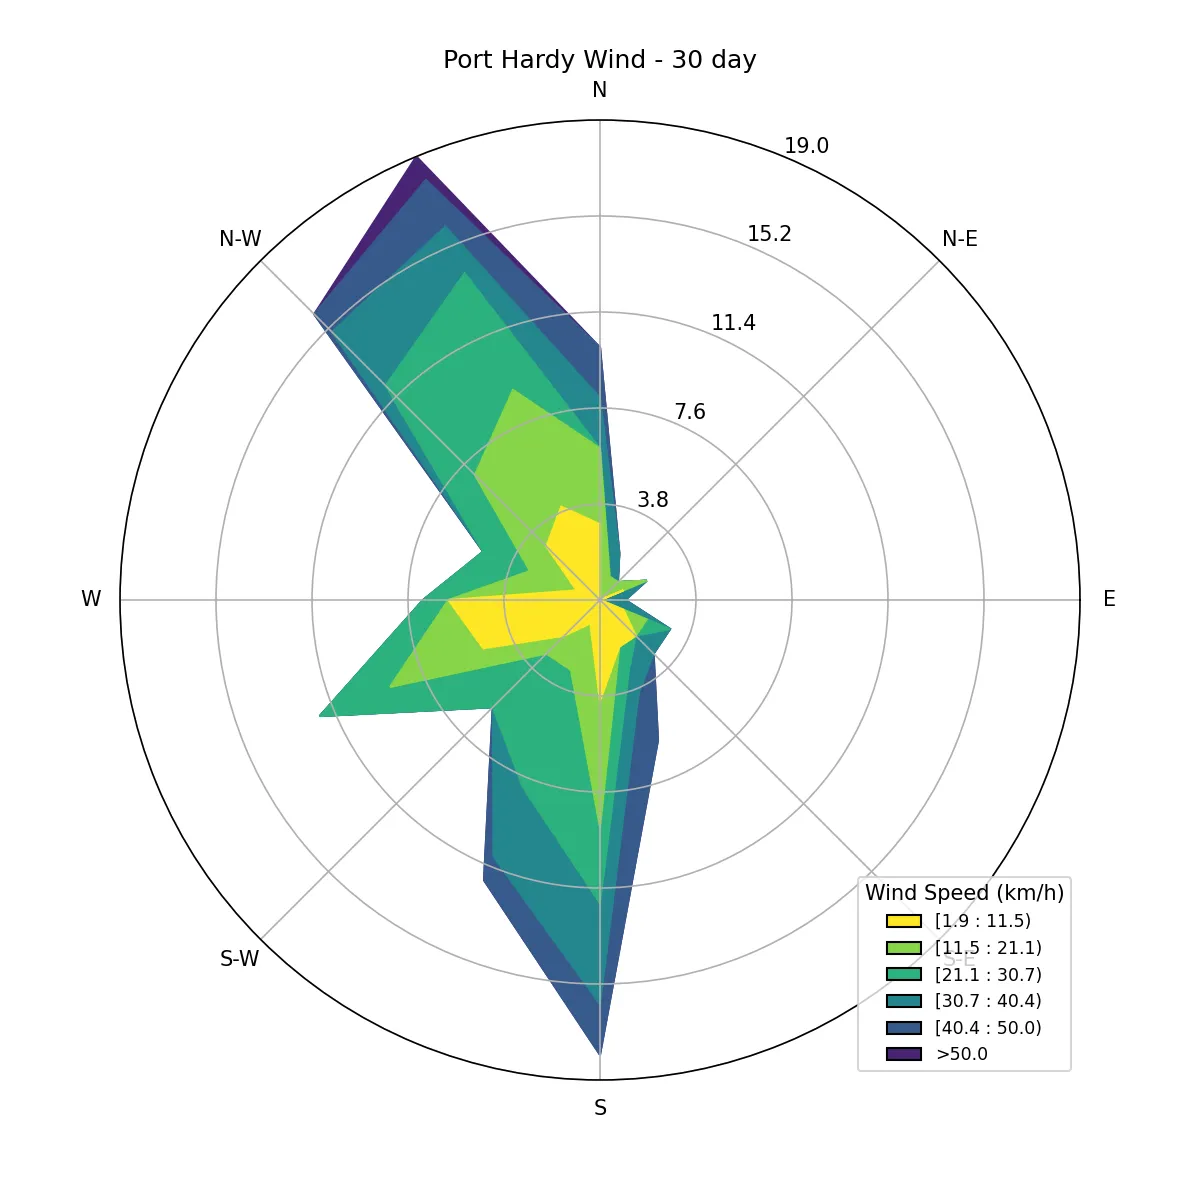 Port Hardy Wind - 30 day
N
19.0
15.2
N-W
N-E
11.4
7.6
3.8
W
E
Wind Speed (km/h)
[1.9 : 11.5)
[11.5 : 21.1)
S-W
S-E
[21.1 : 30.7)
[30.7 : 40.4)
[40.4 : 50.0)
>50.0
S